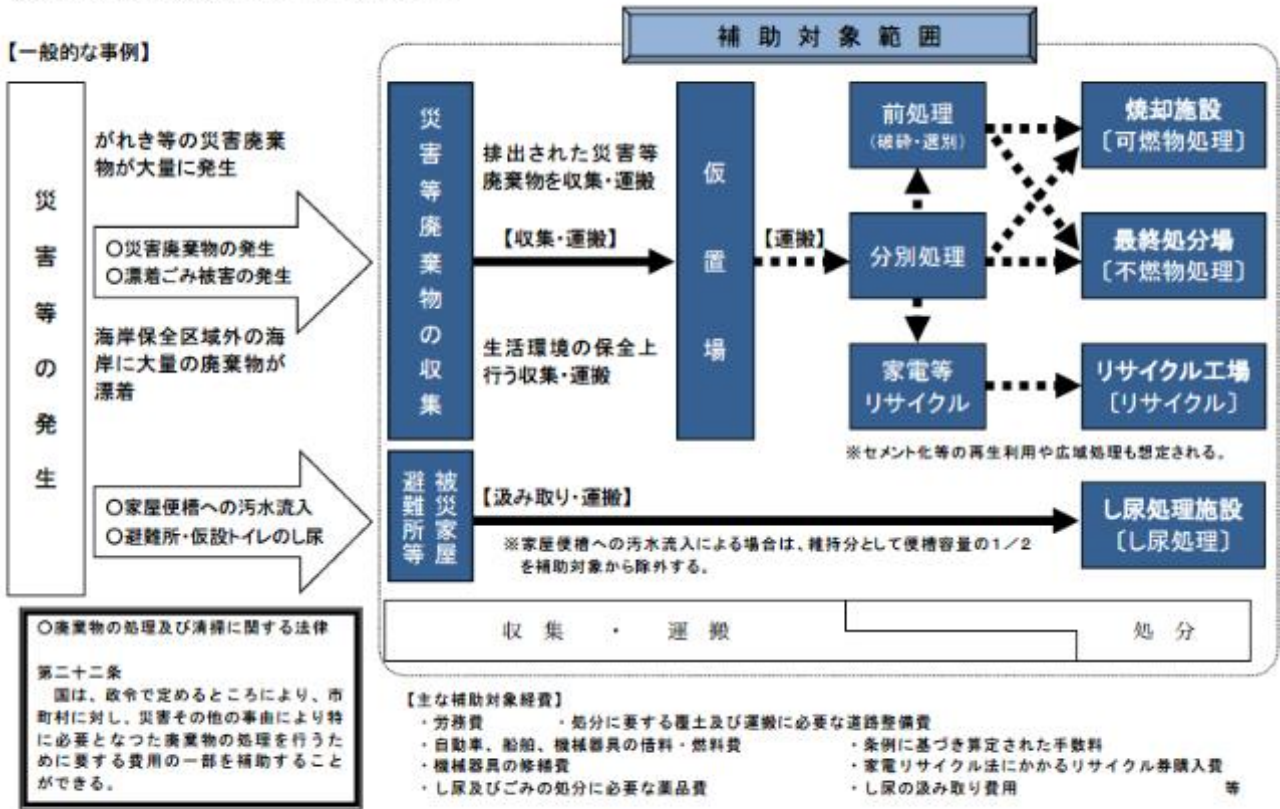 補助対象範囲
【一般的な事例】
災害等の発生
がれき等の災害廃棄
物が大量に発生
○災害廃棄物の発生
○漂着ごみ被害の発生
海岸保全区域外の海
岸に大量の廃棄物が
漂着
○家屋便槽への汚水流入
○避難所・仮設トイレのし尿
災害等廃棄物の収集
排出された災害等
廃棄物を収集・運搬
【収集・運搬】
生活環境の保全上
行う収集・運搬
仮置場
【運搬】
前処理
(破砕・選別)
分別処理
家電等
リサイクル
焼却施設
〔可燃物処理〕
最終処分場
〔不燃物処理〕
リサイクル工場
〔リサイクル〕
※セメント化等の再生利用や広域処理も想定される。
被災家屋
避難所等
【汲み取り・運搬】
※家屋便槽への汚水流入による場合は、維持分として便槽容量の1/2
を補助対象から除外する。
し尿処理施設
〔し尿処理〕
収集・運搬
処分
○廃棄物の処理及び清掃に関する法律
第二十二条
国は、政令で定めるところにより、市
町村に対し、災害その他の事由により特
に必要となつた廃棄物の処理を行うた
めに要する費用の一部を補助すること
ができる。
【主な補助対象経費】
・労務費 ・処分に要する覆土及び運搬に必要な道路整備費
・自動車、船舶、機械器具の借料・燃料費 ・条例に基づき算定された手数料
・機械器具の修繕費 ・家電リサイクル法にかかるリサイクル券購入費
・し尿及びごみの処分に必要な薬品費 ・し尿の汲み取り費用 等